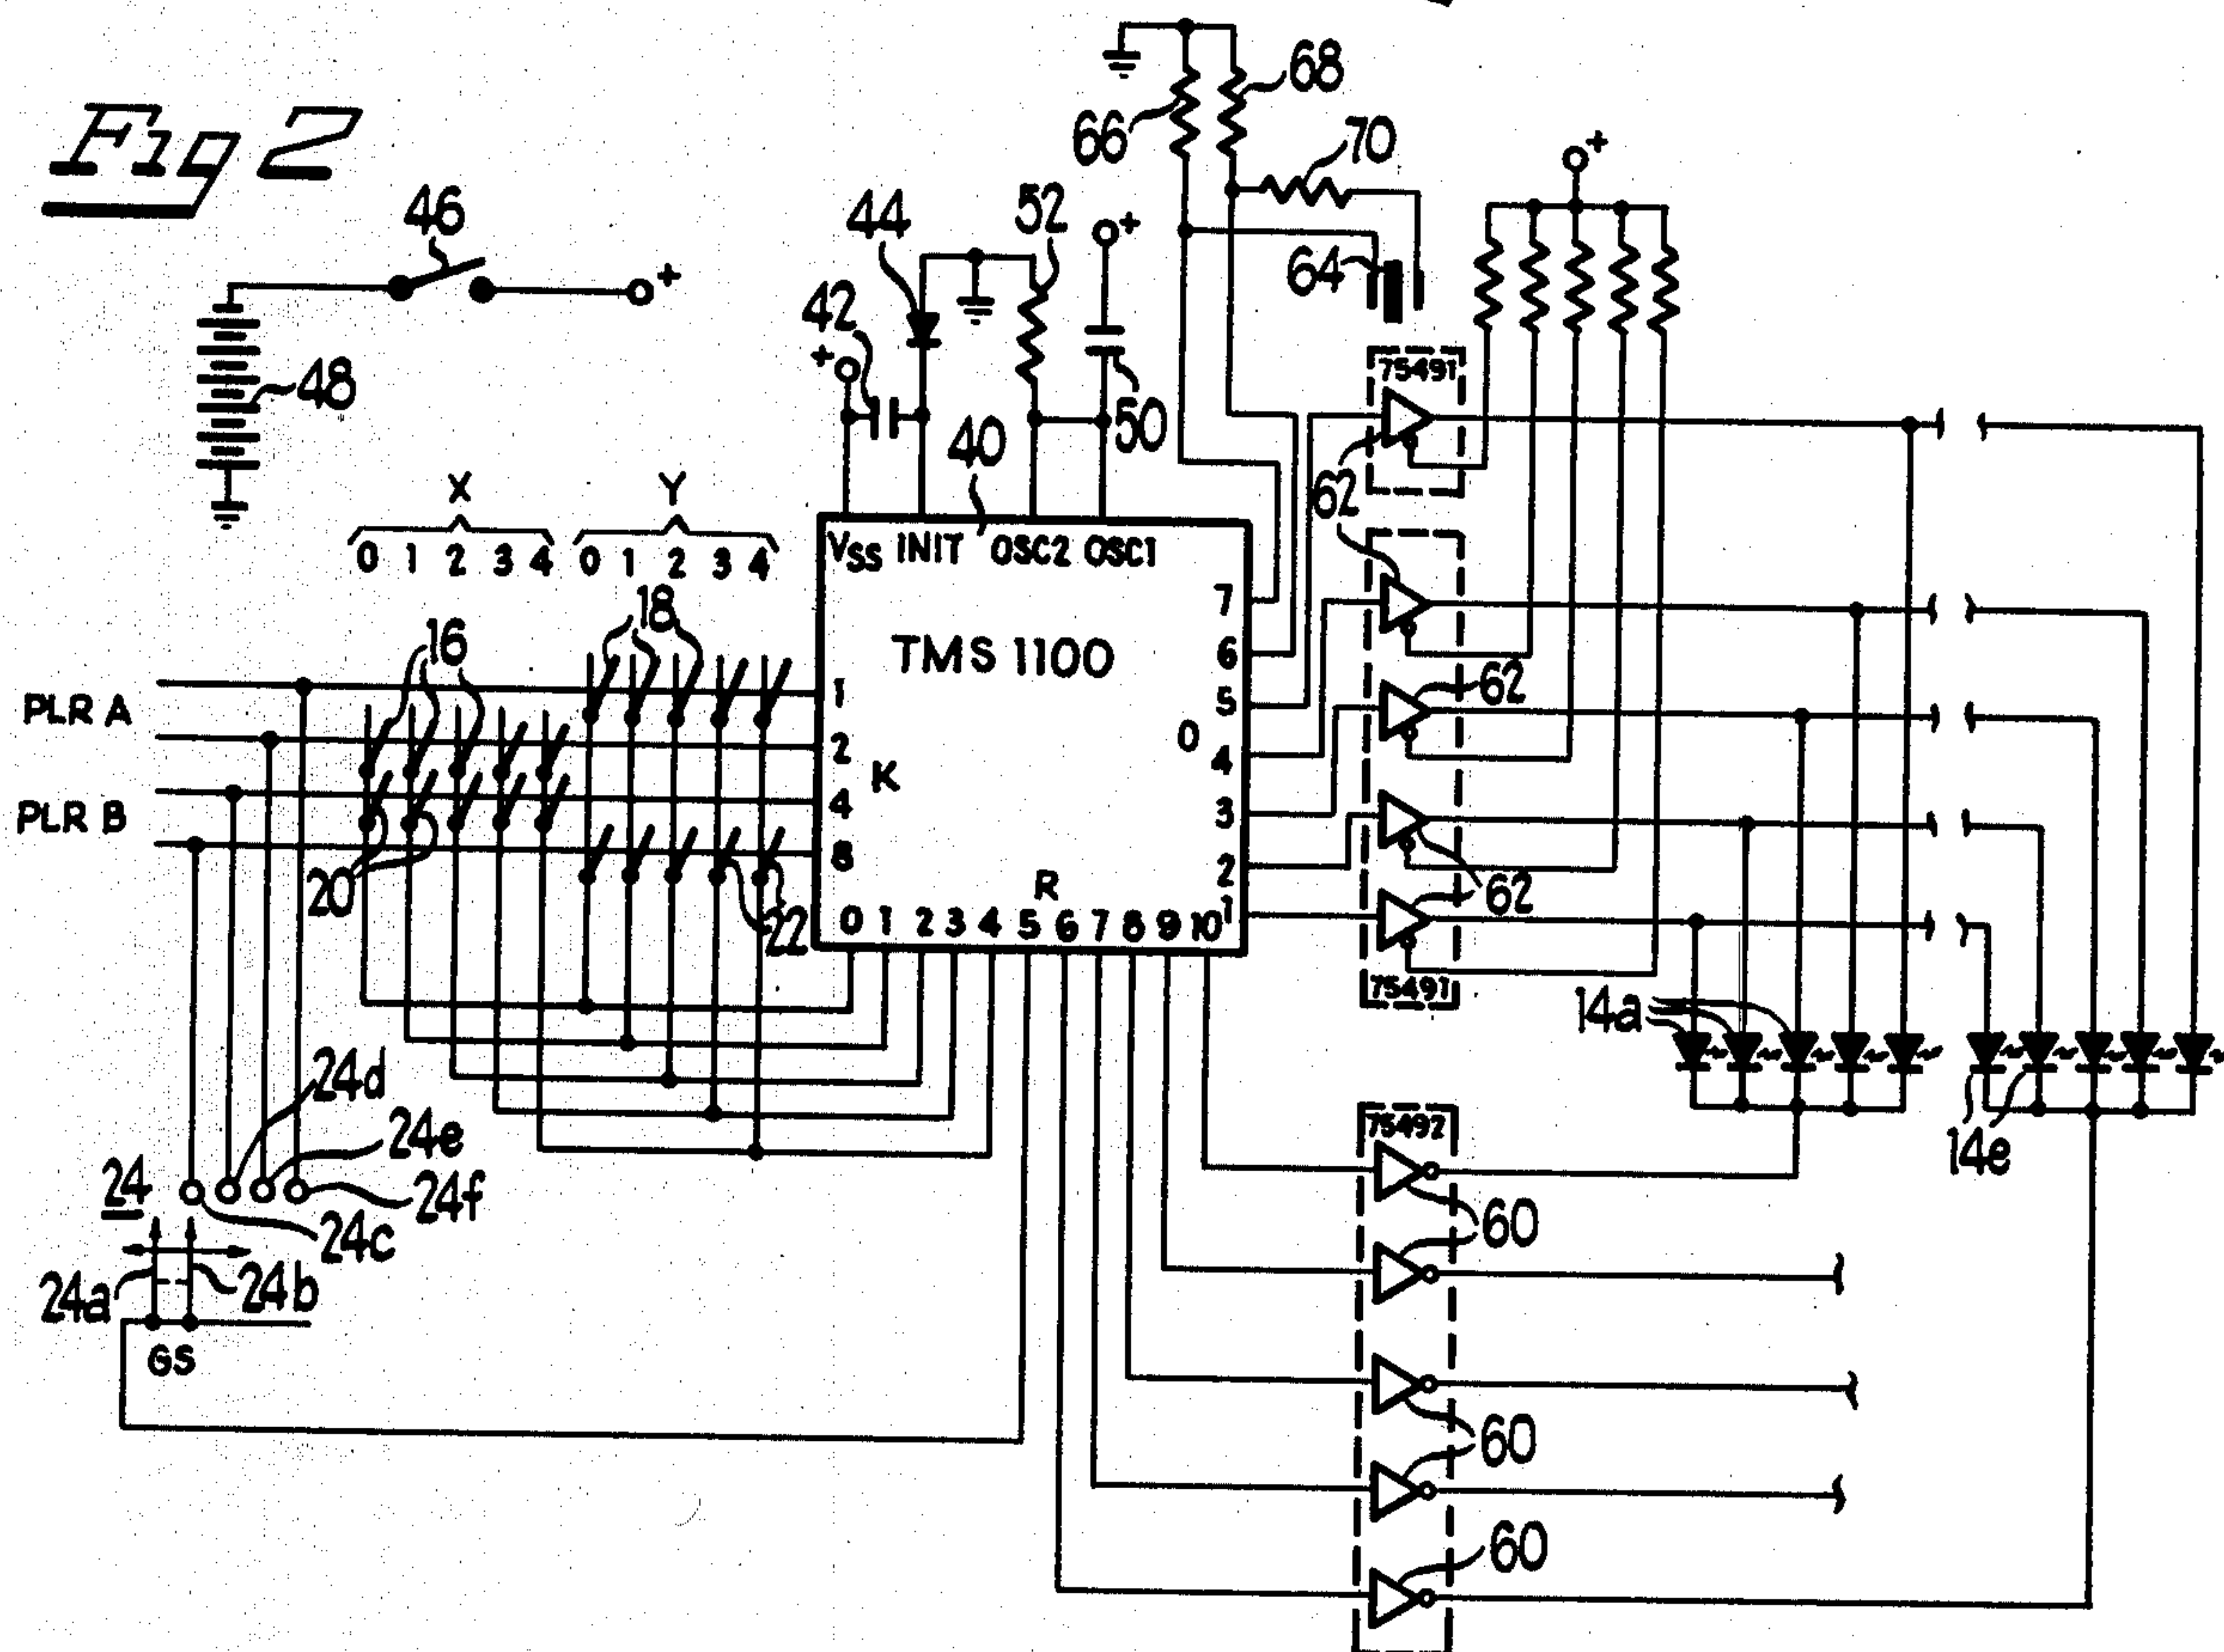 Fig 2
46
48
+
44
42
+
52
+
50
40
66
68
70
64
+
X Y
0 1 2 3 4 0 1 2 3 4
VSS INIT OSC2 OSC1
TMS 1100
16
18
PLR A
PLR B
20
22
1
2
4
8
K
R
0 1 2 3 4 5 6 7 8 9 10
O
7
6
5
4
3
2
1
75491
62
62
62
75491
14a
14e
24
24d
24e
24f
24c
24a
24b
GS
75492
60
60
60